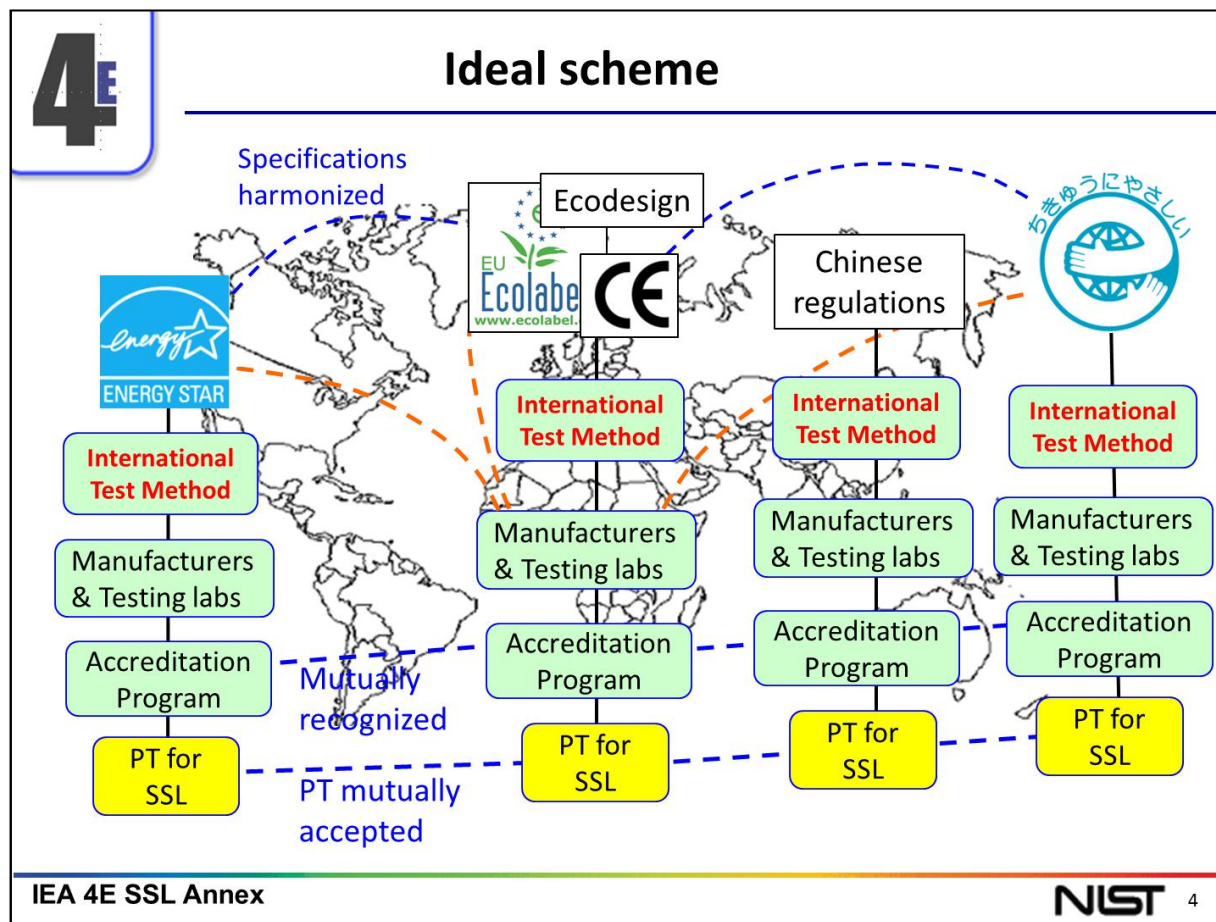 4E
Ideal scheme
Specifications
harmonized
Ecodesign
EU
Ecolabe
www.ecolabel.
CE
Chinese
regulations
ちきゅうにやさしい
energy
ENERGY STAR
International
Test Method
International
Test Method
International
Test Method
International
Test Method
Manufacturers
& Testing labs
Manufacturers
& Testing labs
Manufacturers
& Testing labs
Manufacturers
& Testing labs
Accreditation
Program
Accreditation
Program
Accreditation
Program
Accreditation
Program
Mutually
recognized
PT for
SSL
PT for
SSL
PT for
SSL
PT for
SSL
PT mutually
accepted
IEA 4E SSL Annex
NIST
4